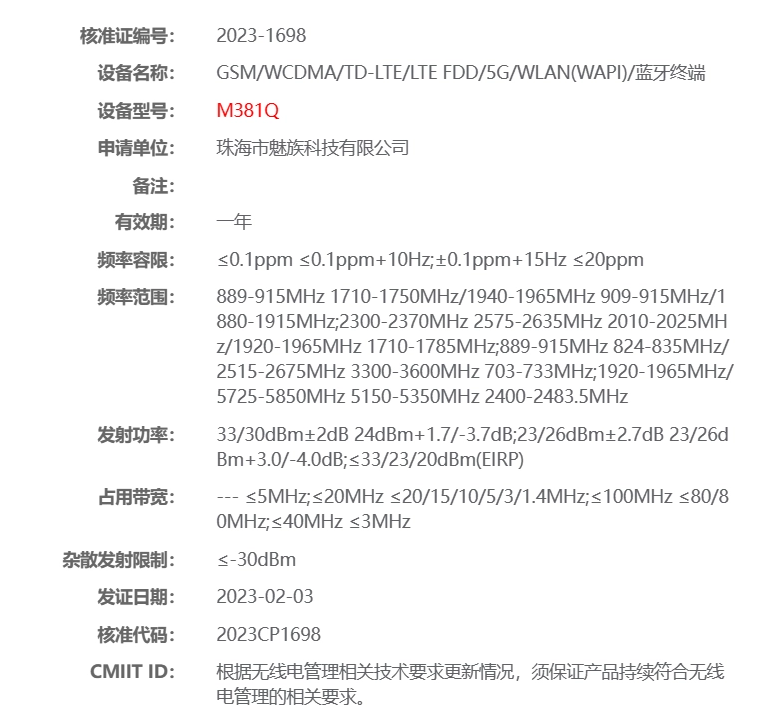 核准证编号： 2023-1698
设备名称： GSM/WCDMA/TD-LTE/LTE FDD/5G/WLAN(WAPI)/蓝牙终端
设备型号： M381Q
申请单位： 珠海市魅族科技有限公司
备注：
有效期： 一年
频率容限： ≤0.1ppm ≤0.1ppm+10Hz;±0.1ppm+15Hz ≤20ppm
频率范围： 889-915MHz 1710-1750MHz/1940-1965MHz 909-915MHz/1
880-1915MHz;2300-2370MHz 2575-2635MHz 2010-2025MH
z/1920-1965MHz 1710-1785MHz;889-915MHz 824-835MHz/
2515-2675MHz 3300-3600MHz 703-733MHz;1920-1965MHz/
5725-5850MHz 5150-5350MHz 2400-2483.5MHz
发射功率： 33/30dBm±2dB 24dBm+1.7/-3.7dB;23/26dBm±2.7dB 23/26d
Bm+3.0/-4.0dB;≤33/23/20dBm(EIRP)
占用带宽： --- ≤5MHz;≤20MHz ≤20/15/10/5/3/1.4MHz;≤100MHz ≤80/8
0MHz;≤40MHz ≤3MHz
杂散发射限制： ≤-30dBm
发证日期： 2023-02-03
核准代码： 2023CP1698
CMIIT ID： 根据无线电管理相关技术要求更新情况，须保证产品持续符合无线
电管理的相关要求。